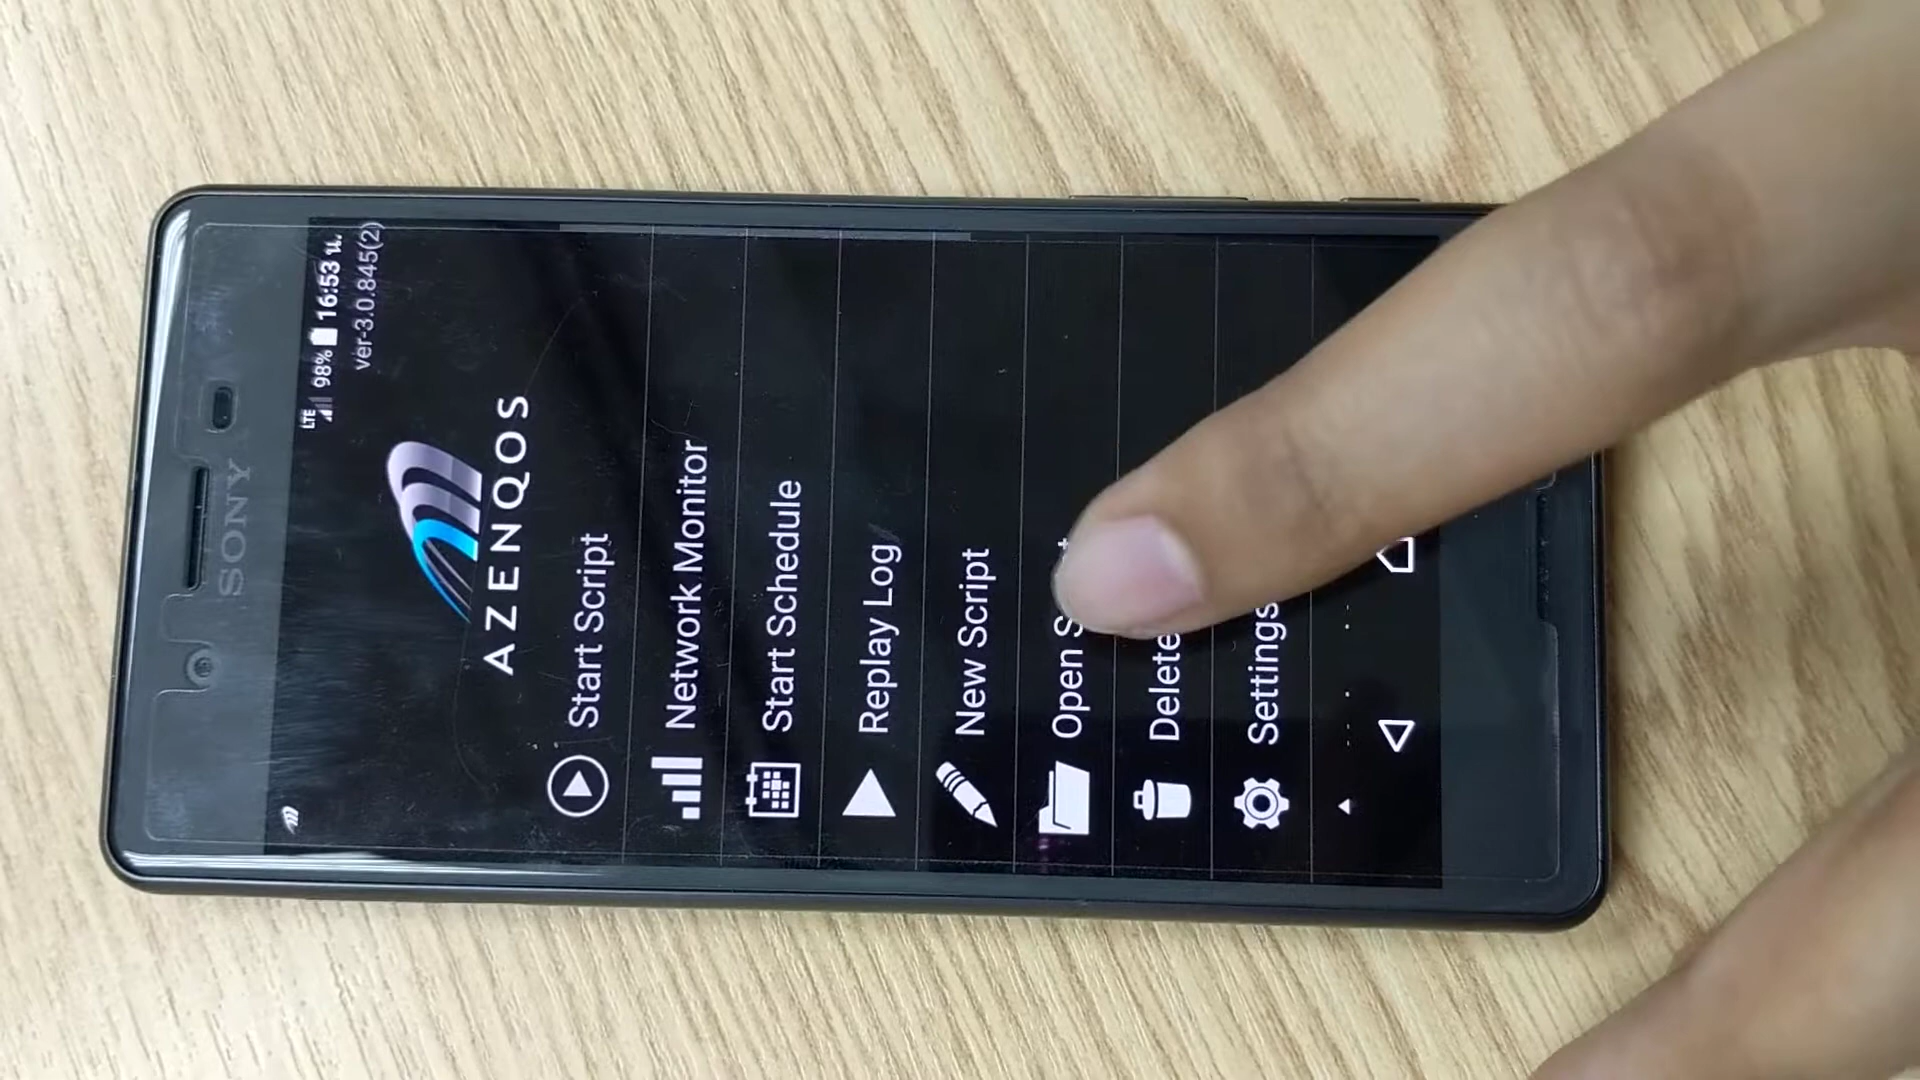 SONY
LTE 98% 16:53 น.
ver-3.0.845(2)
AZENQOS
Start Script
Network Monitor
Start Schedule
Replay Log
New Script
Open
Delete
Settings